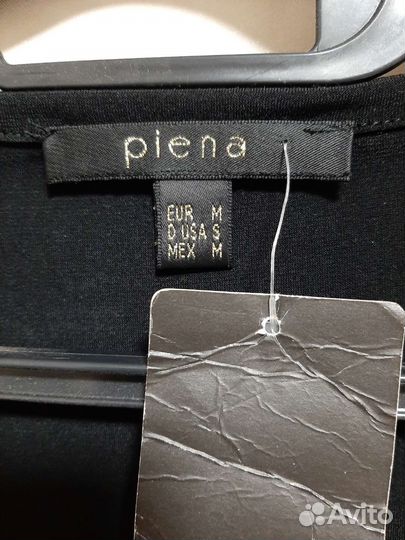 piena
EUR M
D USA S
MEX M
Avito